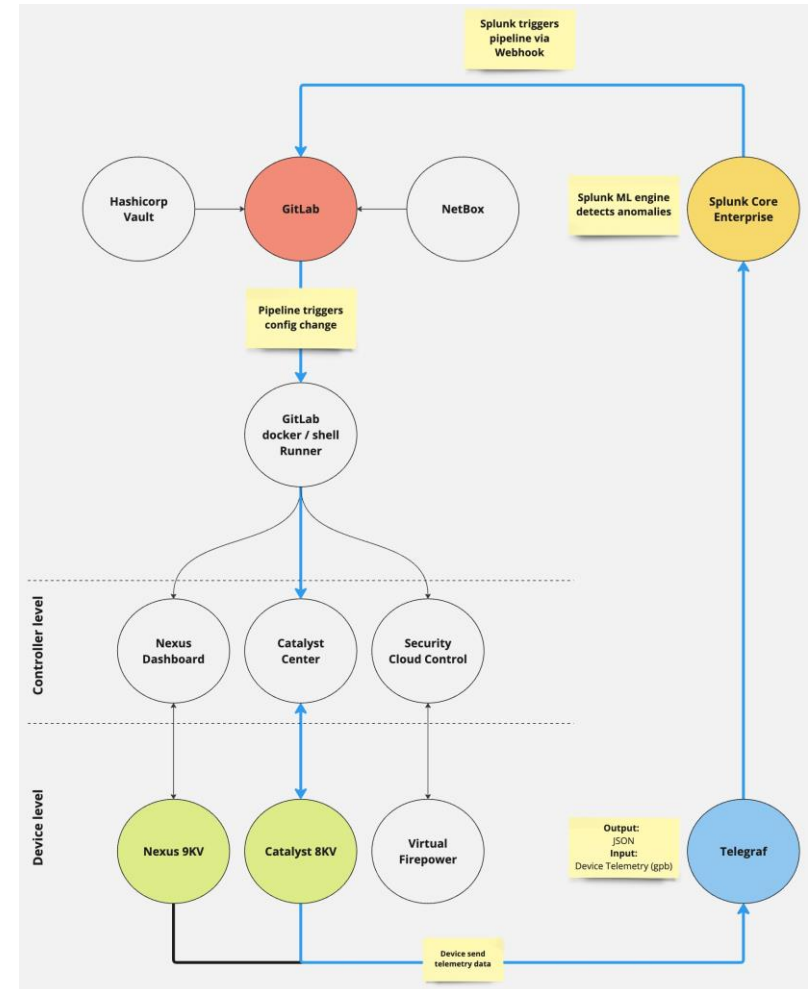 Splunk triggers
pipeline via
Webhook
Hashicorp
Vault
GitLab
NetBox
Splunk ML engine
detects anomalies
Splunk Core
Enterprise
Pipeline triggers
config change
GitLab
docker / shell
Runner
Controller level
Nexus
Dashboard
Catalyst
Center
Security
Cloud Control
Device level
Nexus 9KV
Catalyst 8KV
Virtual
Firepower
Output:
JSON
Input:
Device Telemetry (gpb)
Telegraf
Device send
telemetry data